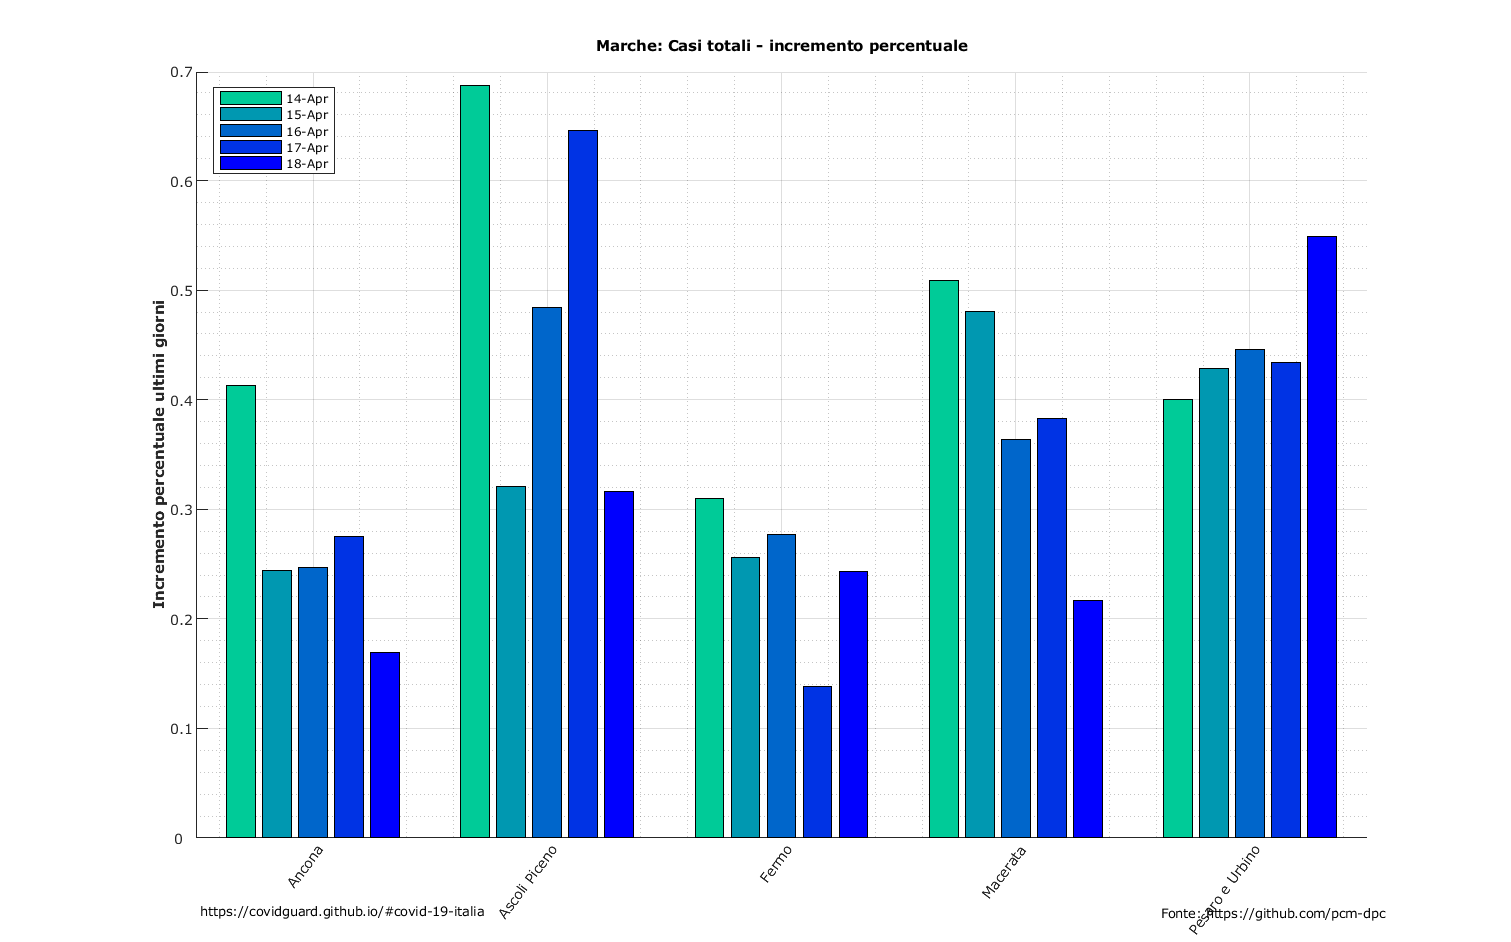 Marche: Casi totali - incremento percentuale
0.7
0.6
0.5
0.4
0.3
0.2
0.1
0
Incremento percentuale ultimi giorni
14-Apr
15-Apr
16-Apr
17-Apr
18-Apr
Ancona
Ascoli Piceno
Fermo
Macerata
Pesaro e Urbino
https://covidguard.github.io/#covid-19-italia
Fonte: https://github.com/pcm-dpc